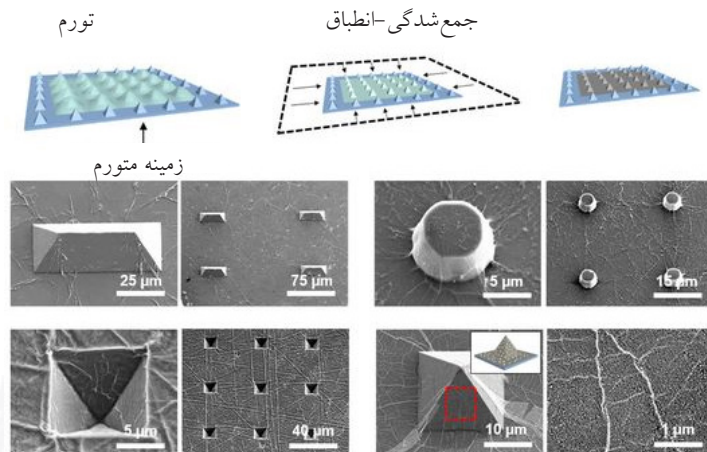 تورم
جمع‌شدگی-انطباق
زمینه متورم
25 µm
75 µm
5 µm
15 µm
5 µm
40 µm
10 µm
1 µm